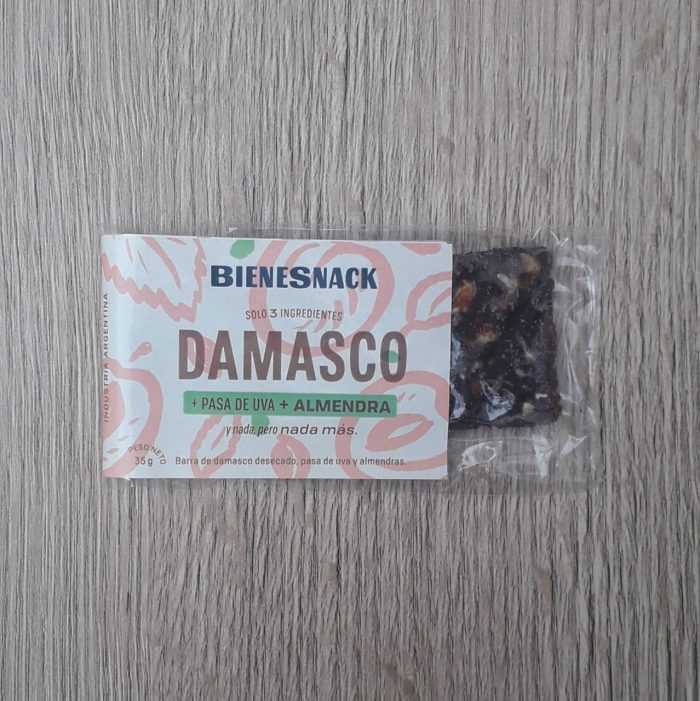 BIENESNACK
SOLO 3 INGREDIENTES
DAMASCO
+ PASA DE UVA + ALMENDRA
y nada, pero nada más.
PESO NETO
35 g
Barra de damasco desecado, pasa de uva y almendras.
INDUSTRIA ARGENTINA